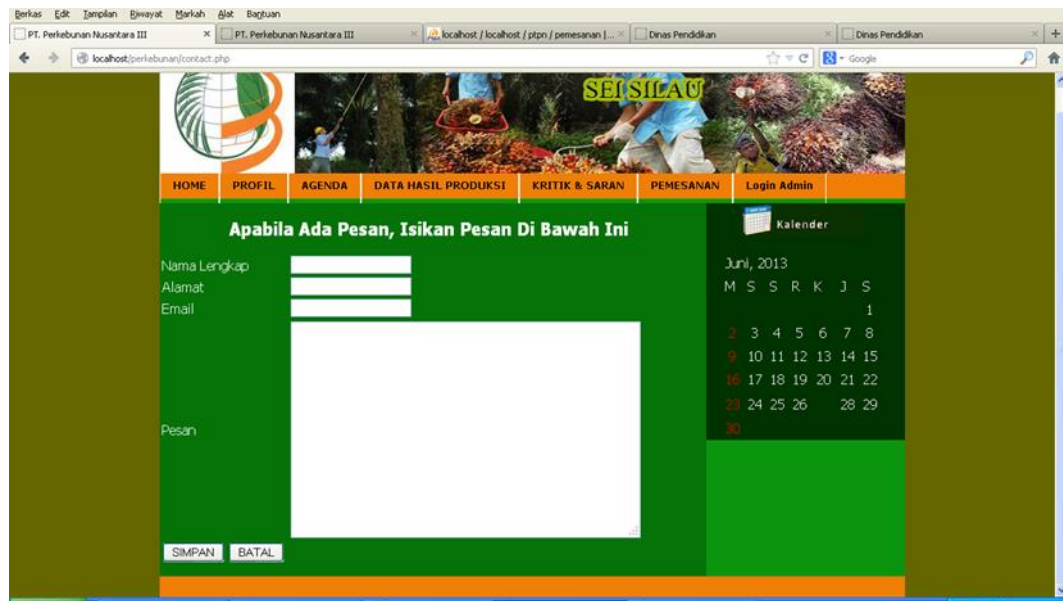 Berkas Edit Tampilan Riwayat Markah Alat Bantuan
PT. Perkebunan Nusantara III × PT. Perkebunan Nusantara III × localhost / localhost / ptpn / pemesanan |... × Dinas Pendidikan × Dinas Pendidikan × +
localhost/perkebunan/contact.php Google
SEI SILAU
HOME PROFIL AGENDA DATA HASIL PRODUKSI KRITIK & SARAN PEMESANAN Login Admin
Apabila Ada Pesan, Isikan Pesan Di Bawah Ini
Nama Lengkap
Alamat
Email
Pesan
SIMPAN BATAL
Kalender
Juni, 2013
M S S R K J S
1
2 3 4 5 6 7 8
9 10 11 12 13 14 15
16 17 18 19 20 21 22
23 24 25 26 28 29
30